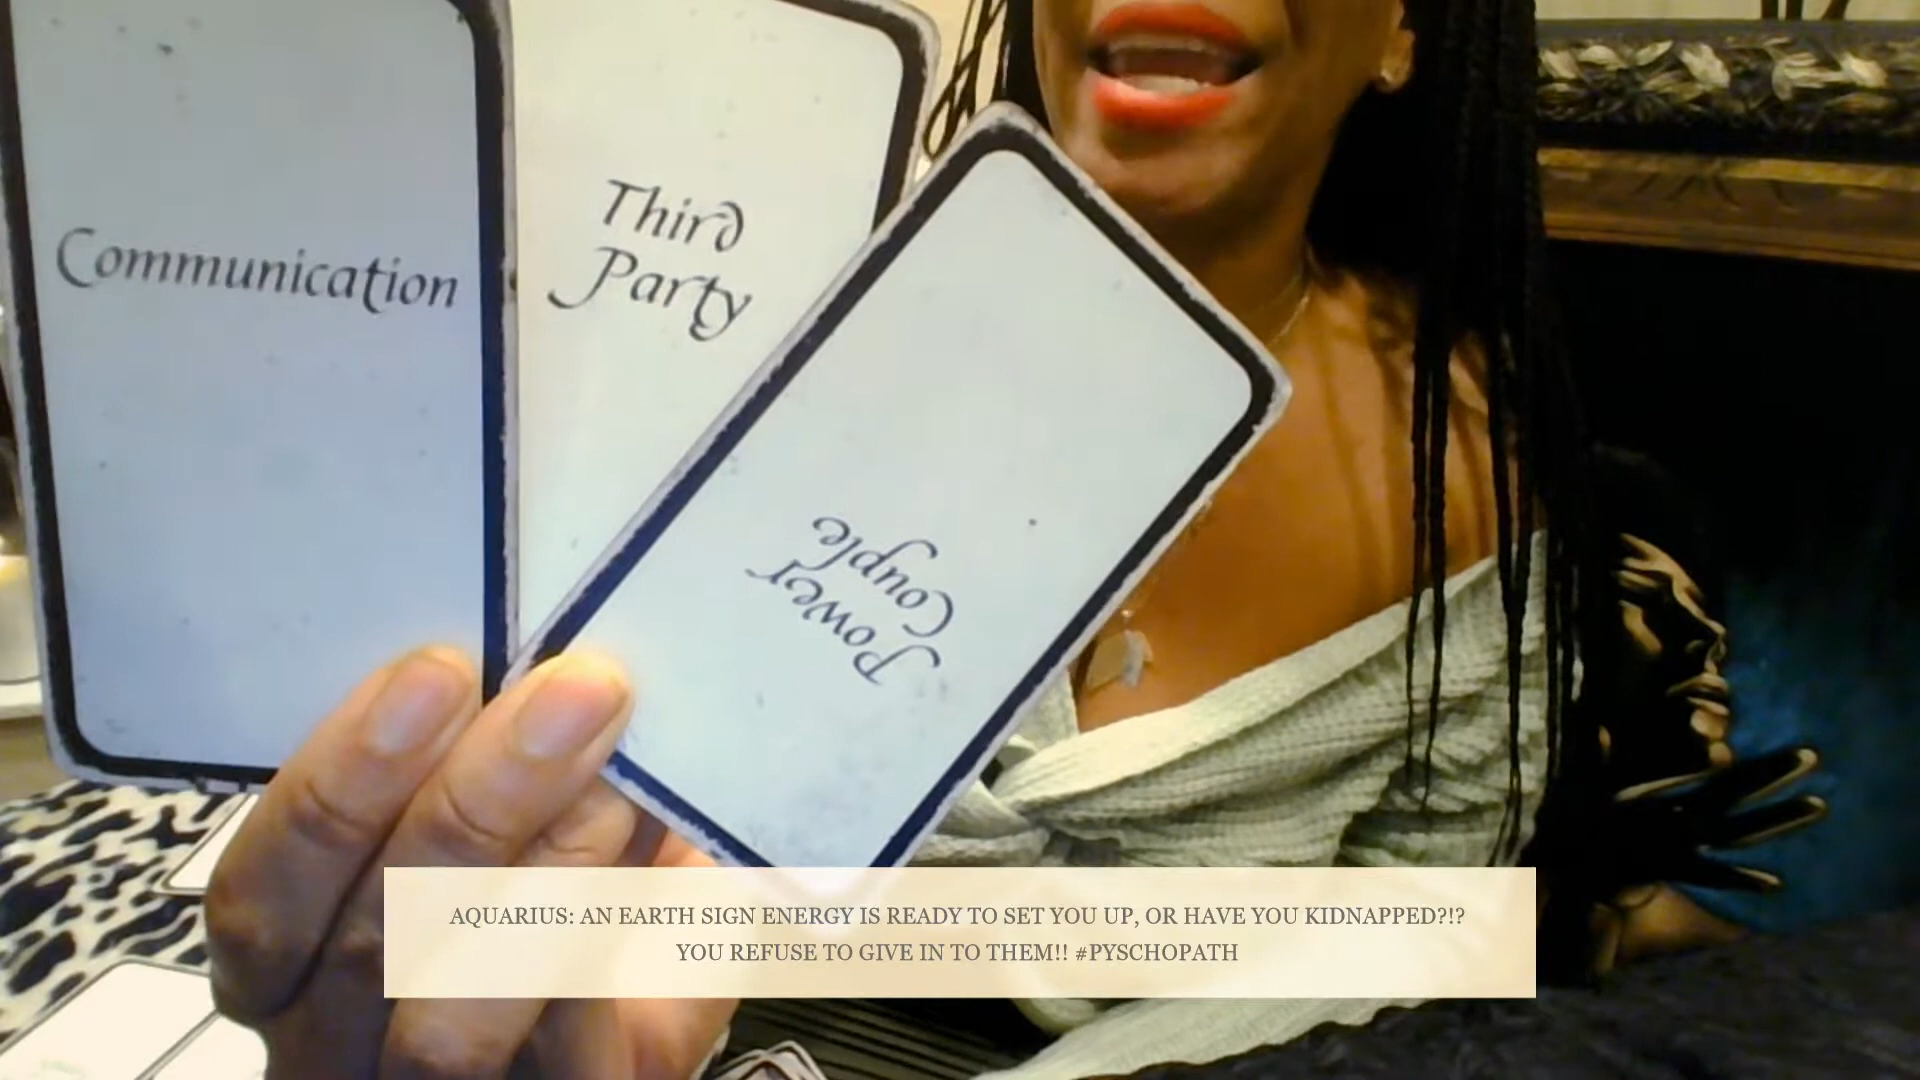 Communication
Third
Party
Power
Couple
AQUARIUS: AN EARTH SIGN ENERGY IS READY TO SET YOU UP, OR HAVE YOU KIDNAPPED?!?
YOU REFUSE TO GIVE IN TO THEM!! #PYSCHOPATH